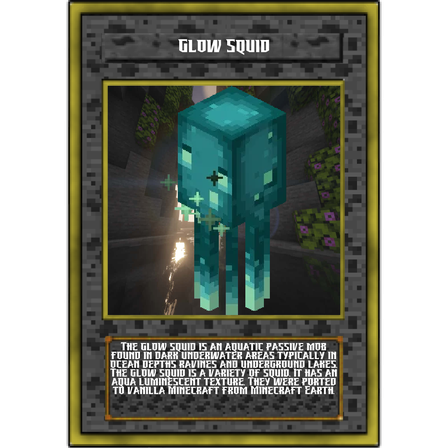 GLOW SQUID
THE GLOW SQUID IS AN AQUATIC PASSIVE MOB
FOUND IN DARK UNDERWATER AREAS TYPICALLY IN
OCEAN DEPTHS RAVINES AND UNDERGROUND LAKES.
THE GLOW SQUID IS A VARIETY OF SQUID. IT HAS AN
AQUA LUMINESCENT TEXTURE. THEY WERE PORTED
TO VANILLA MINECRAFT FROM MINECRAFT EARTH.